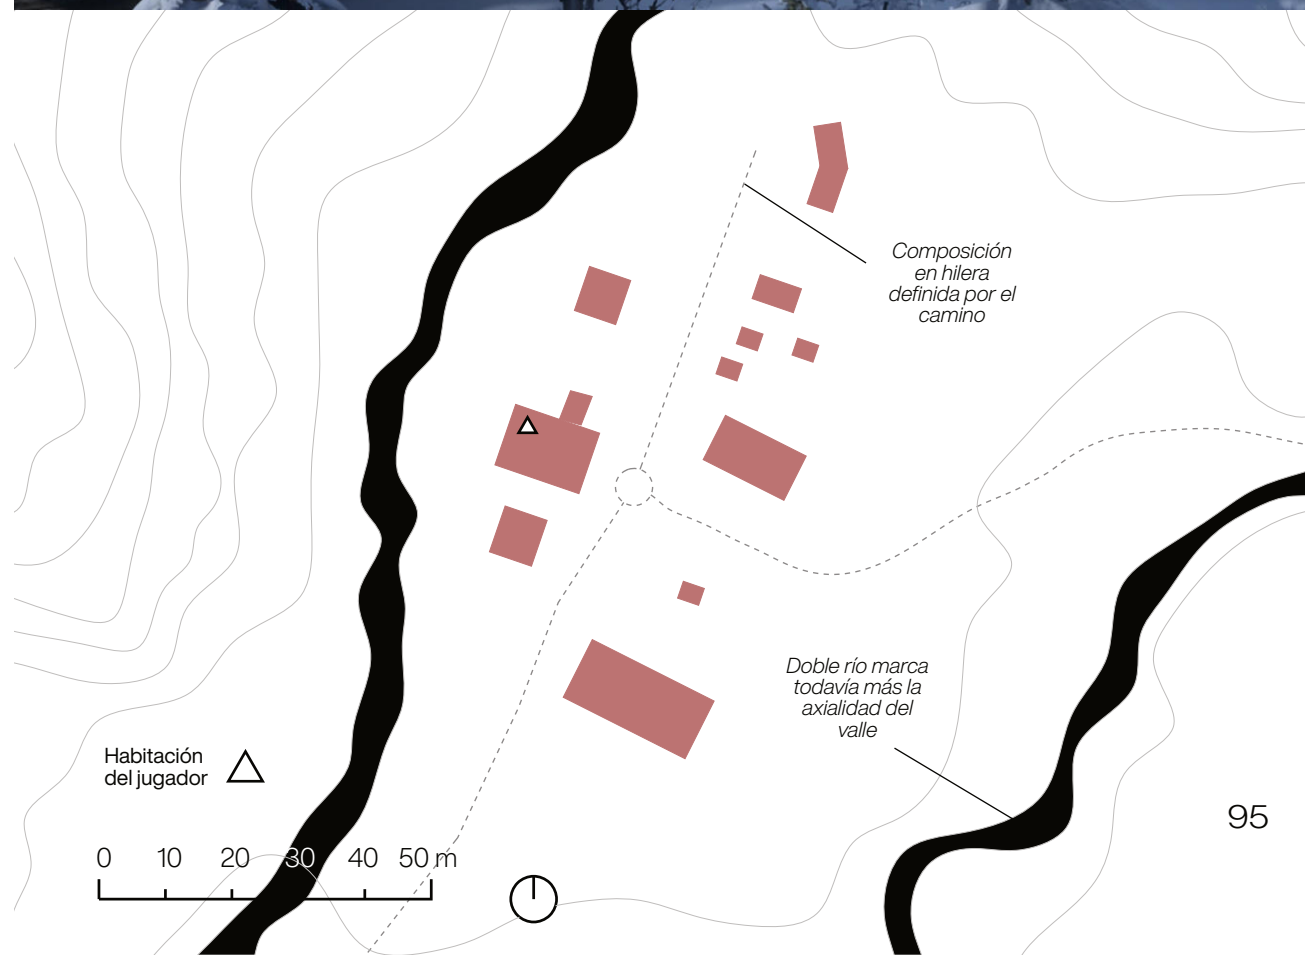 Composición
en hilera
definida por el
camino
Doble río marca
todavía más la
axialidad del
valle
Habitación
del jugador
95
0 10 20 30 40 50 m